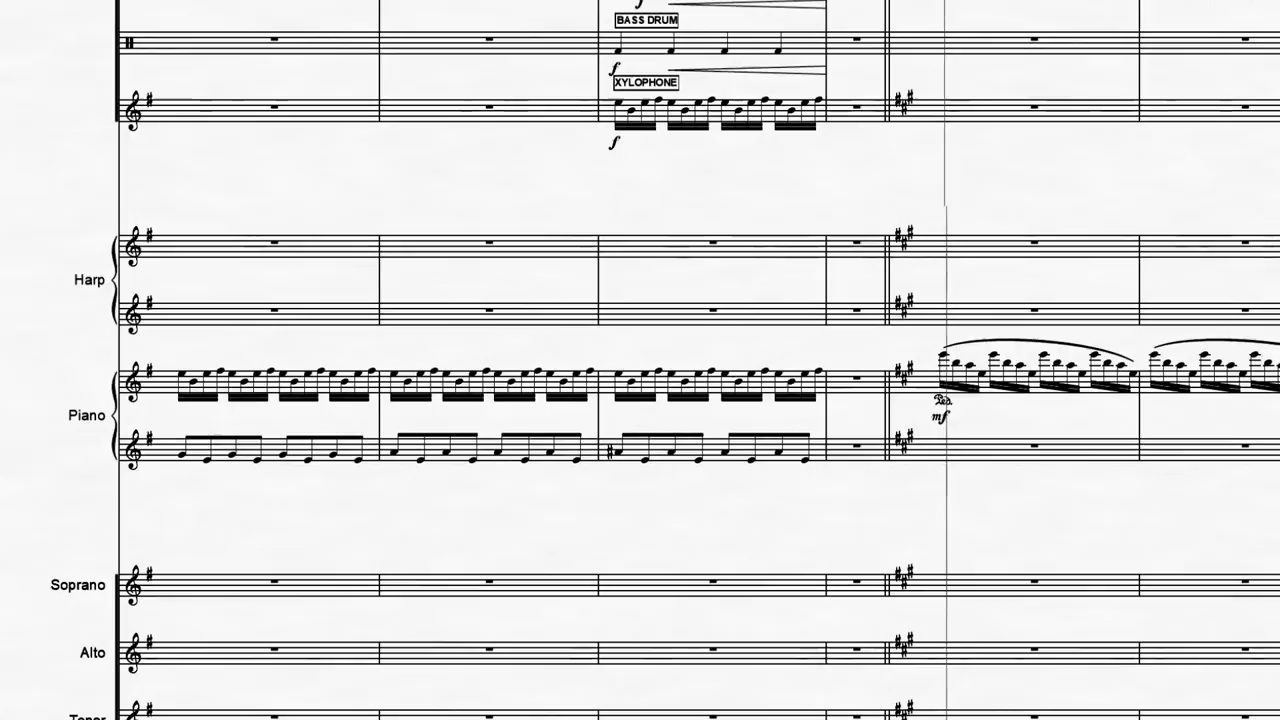 f
BASS DRUM
f
XYLOPHONE
f
Harp
Piano
Ped.
mf
Soprano
Alto
Tenor